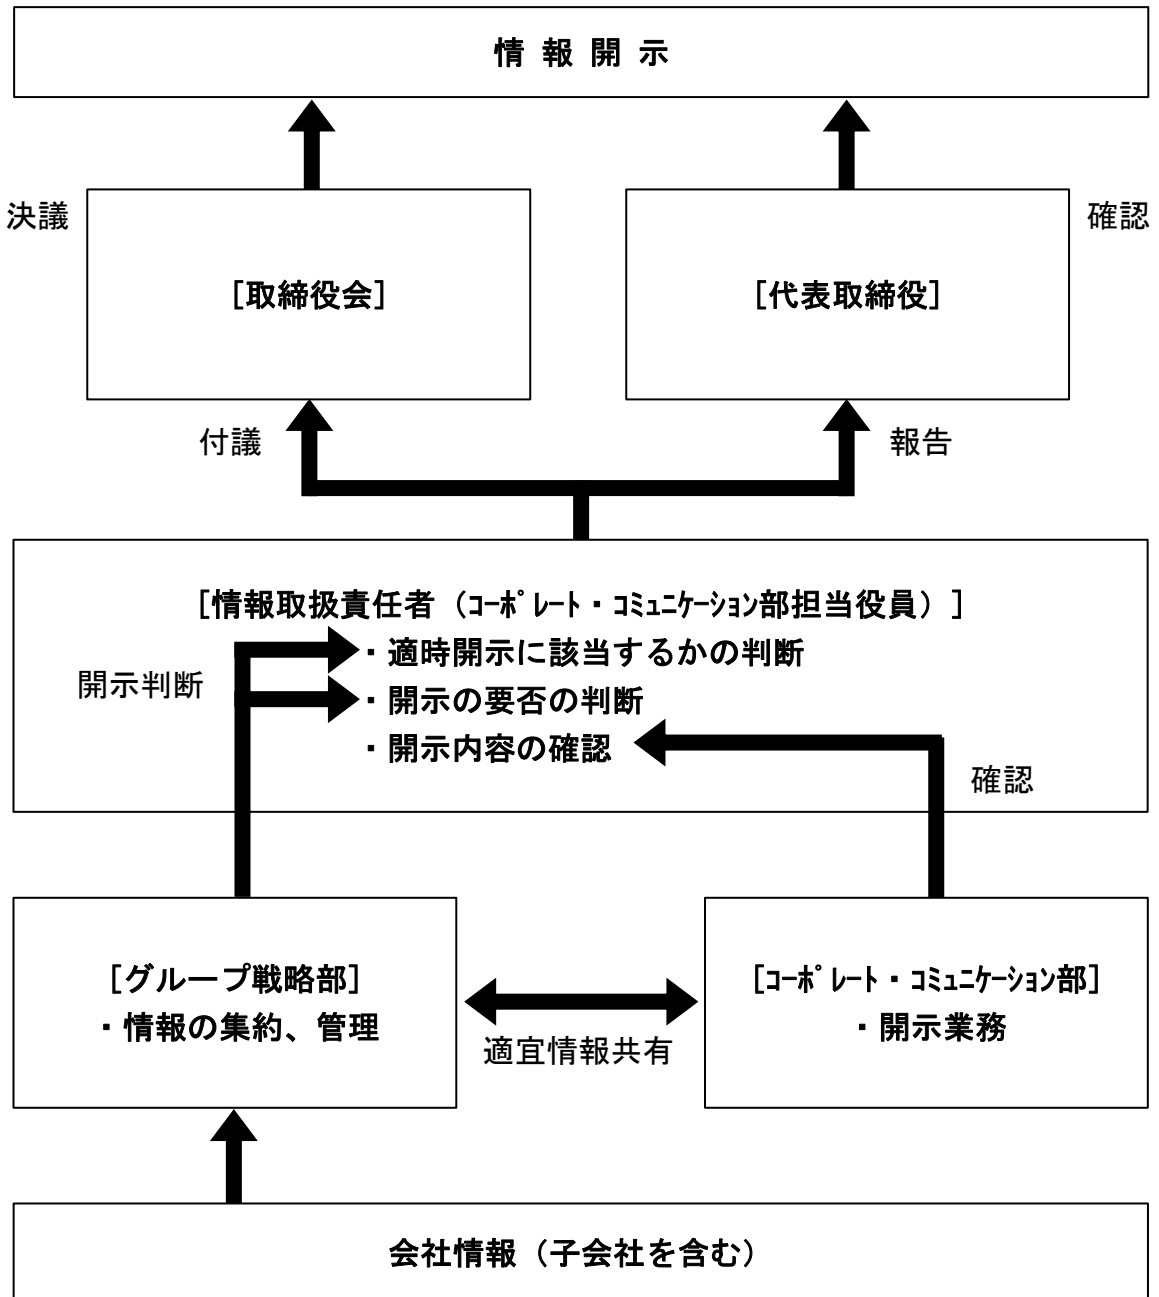 情 報 開 示
決議
確認
［取締役会］
［代表取締役］
付議
報告
［情報取扱責任者（ｺｰﾎﾟﾚｰﾄ・ｺﾐｭﾆｹｰｼｮﾝ部担当役員）］
・適時開示に該当するかの判断
開示判断
・開示の要否の判断
・開示内容の確認
確認
［グループ戦略部］
・情報の集約、管理
［ｺｰﾎﾟﾚｰﾄ・ｺﾐｭﾆｹｰｼｮﾝ部］
・開示業務
適宜情報共有
会社情報（子会社を含む）